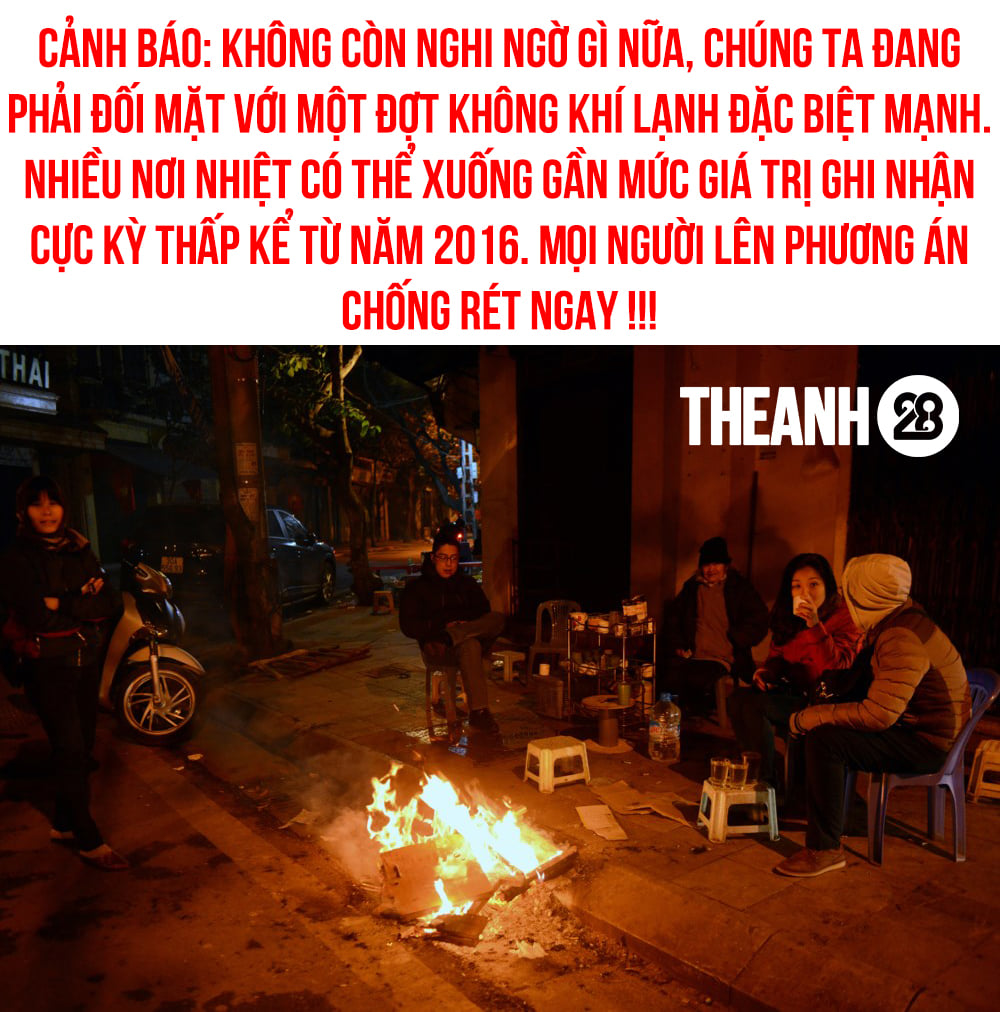 CẢNH BÁO: KHÔNG CÒN NGHI NGỜ GÌ NỮA, CHÚNG TA ĐANG
PHẢI ĐỐI MẶT VỚI MỘT ĐỢT KHÔNG KHÍ LẠNH ĐẶC BIỆT MẠNH.
NHIỀU NƠI NHIỆT CÓ THỂ XUỐNG GẦN MỨC GIÁ TRỊ GHI NHẬN
CỰC KỲ THẤP KỂ TỪ NĂM 2016. MỌI NGƯỜI LÊN PHƯƠNG ÁN
CHỐNG RÉT NGAY !!!
THAI
THEANH 28